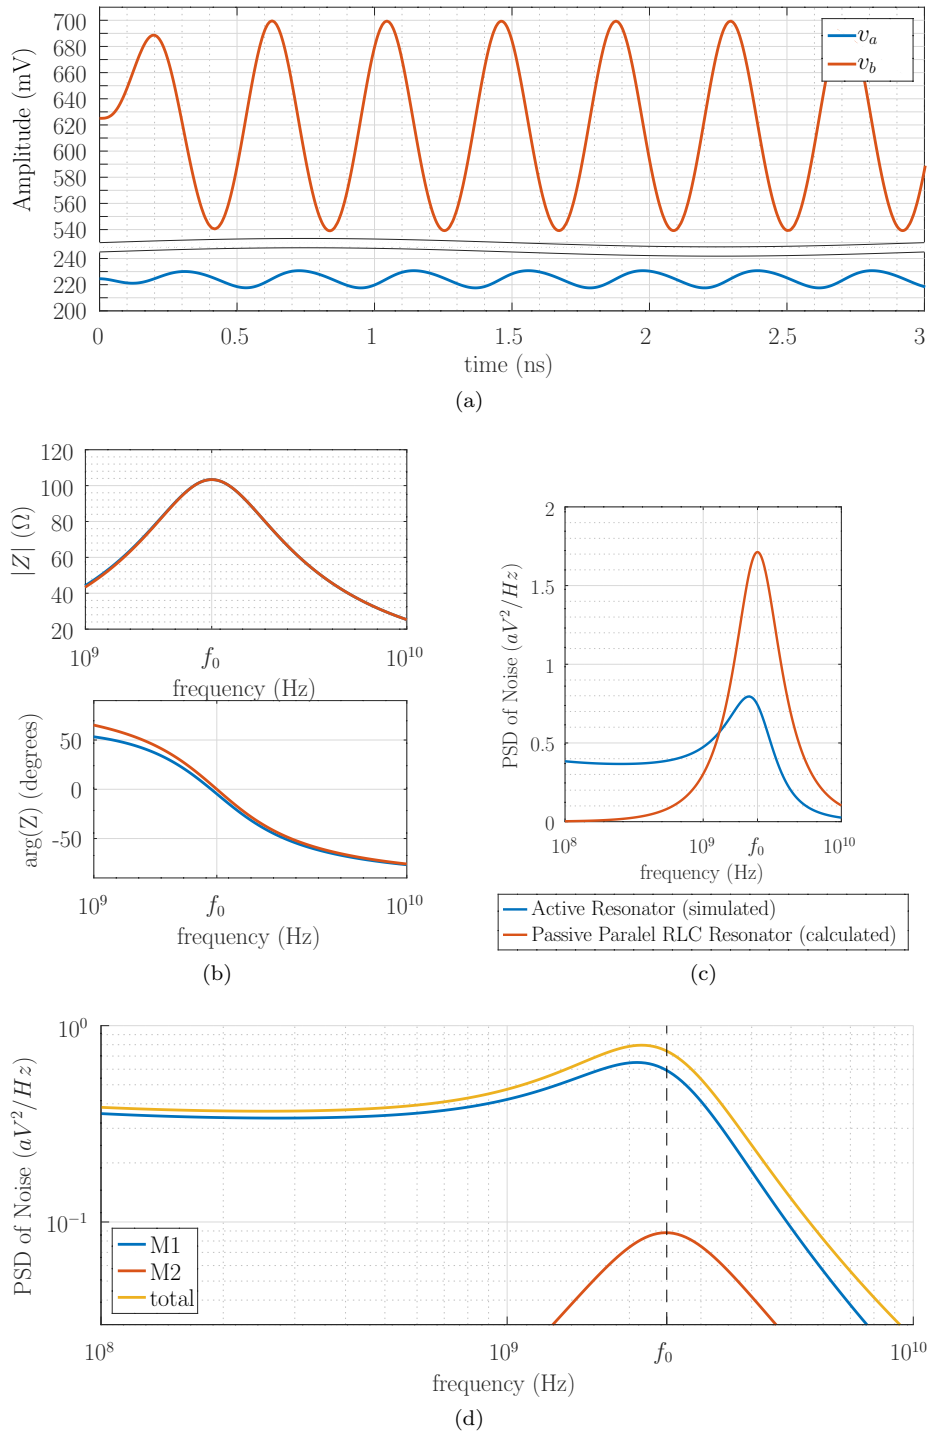 700
680
660
640
620
600
580
560
540
240
220
200
Amplitude (mV)
v_a
v_b
0 0.5 1 1.5 2 2.5 3
time (ns)
(a)
120
100
80
60
40
20
|Z| (Ω)
10^9 f_0 10^10
frequency (Hz)
50
0
-50
arg(Z) (degrees)
10^9 f_0 10^10
frequency (Hz)
(b)
2
1.5
1
0.5
0
PSD of Noise (aV^2/Hz)
10^8 10^9 f_0 10^10
frequency (Hz)
Active Resonator (simulated)
Passive Paralel RLC Resonator (calculated)
(c)
10^0
10^−1
PSD of Noise (aV^2/Hz)
M1
M2
total
10^8 10^9 f_0 10^10
frequency (Hz)
(d)